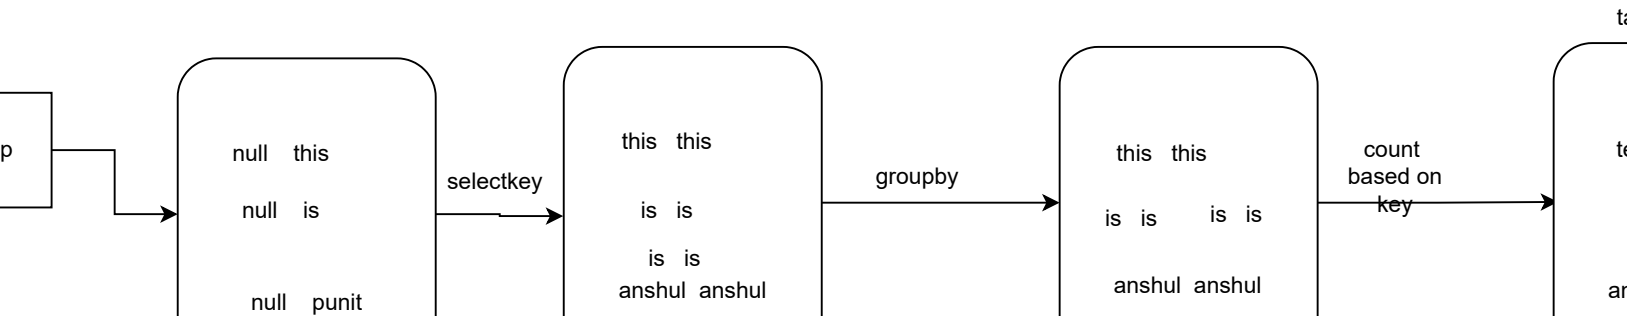 p
null this
null is
null punit
selectkey
this this
is is
is is
anshul anshul
groupby
this this
is is is is
anshul anshul
count
based on
key